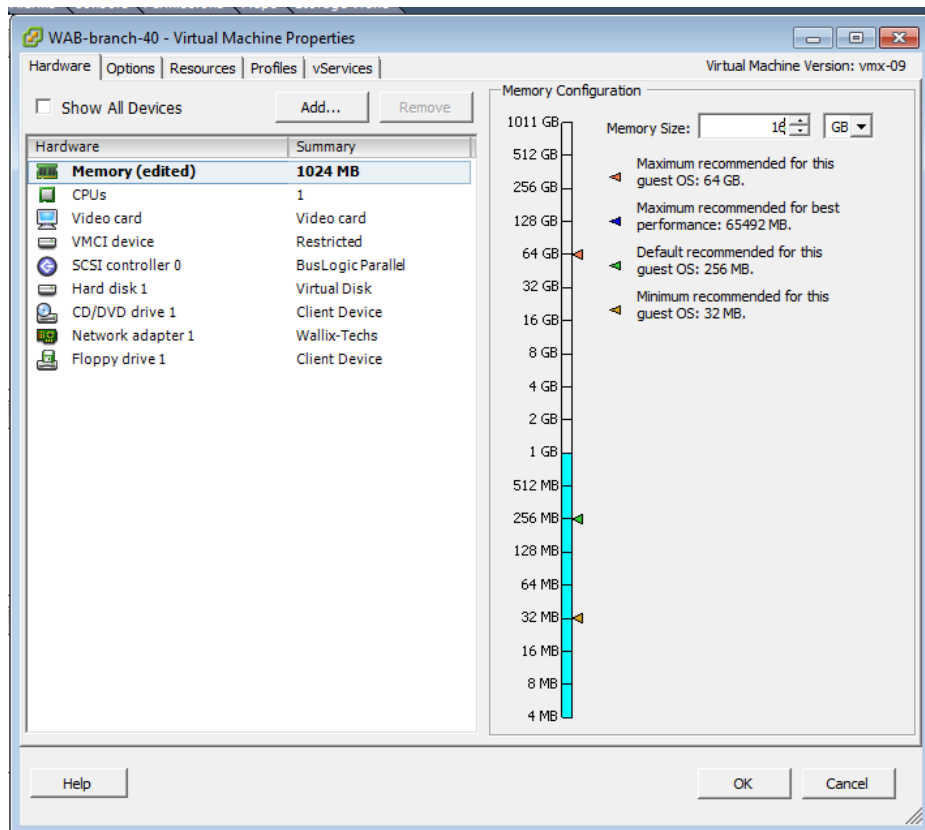 WAB-branch-40 - Virtual Machine Properties
Hardware Options Resources Profiles vServices Virtual Machine Version: vmx-09
Show All Devices Add... Remove
Hardware Summary
Memory (edited) 1024 MB
CPUs 1
Video card Video card
VMCI device Restricted
SCSI controller 0 BusLogic Parallel
Hard disk 1 Virtual Disk
CD/DVD drive 1 Client Device
Network adapter 1 Wallix-Techs
Floppy drive 1 Client Device
Memory Configuration
Memory Size: 16 GB
1011 GB
512 GB
256 GB
128 GB
64 GB
32 GB
16 GB
8 GB
4 GB
2 GB
1 GB
512 MB
256 MB
128 MB
64 MB
32 MB
16 MB
8 MB
4 MB
Maximum recommended for this
guest OS: 64 GB.
Maximum recommended for best
performance: 65492 MB.
Default recommended for this
guest OS: 256 MB.
Minimum recommended for this
guest OS: 32 MB.
Help OK Cancel